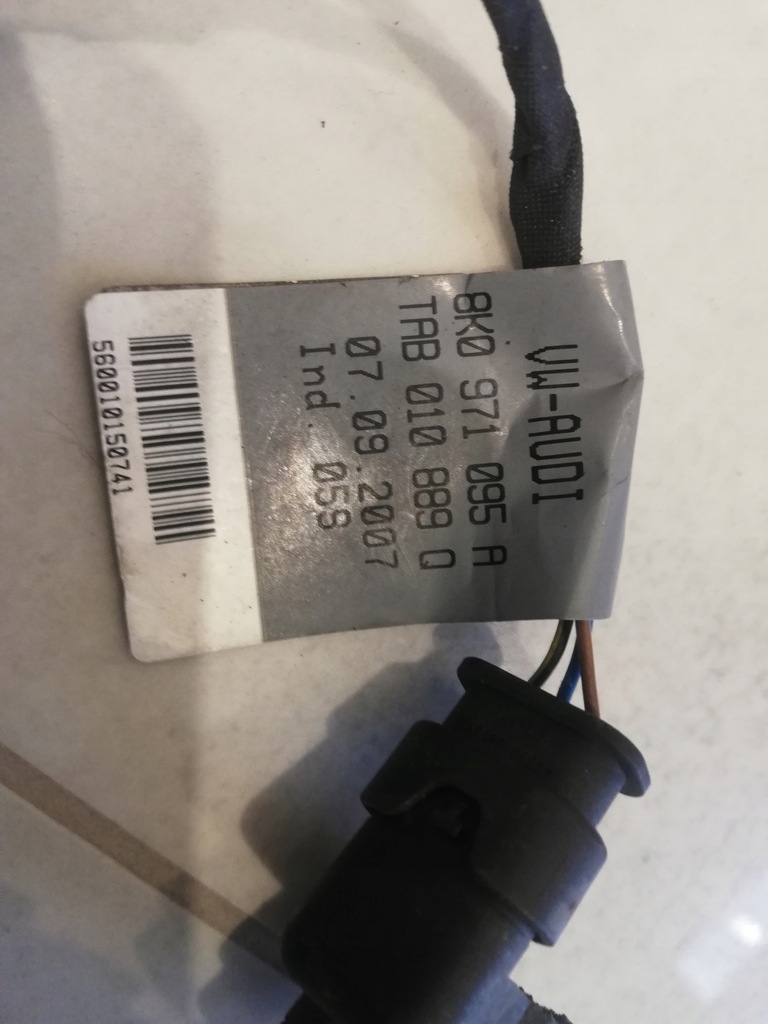 VW-AUDI
8K0 971 095 A
TAB 010 889 Q
07.09.2007
Ind. 05S
560010150741